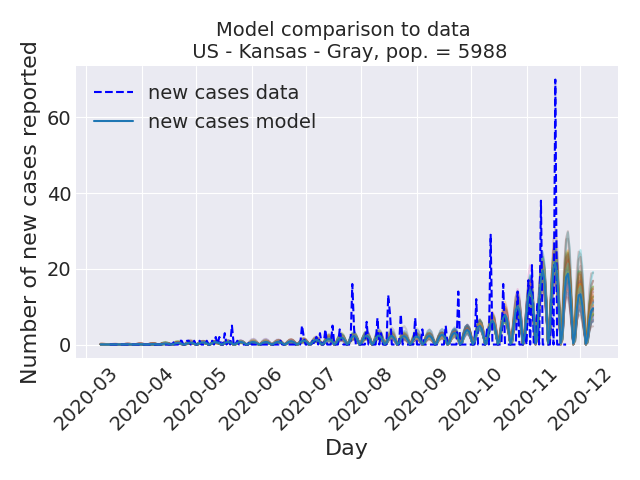 Model comparison to data
US - Kansas - Gray, pop. = 5988
Number of new cases reported
new cases data
new cases model
60
40
20
0
2020-03
2020-04
2020-05
2020-06
2020-07
2020-08
2020-09
2020-10
2020-11
2020-12
Day